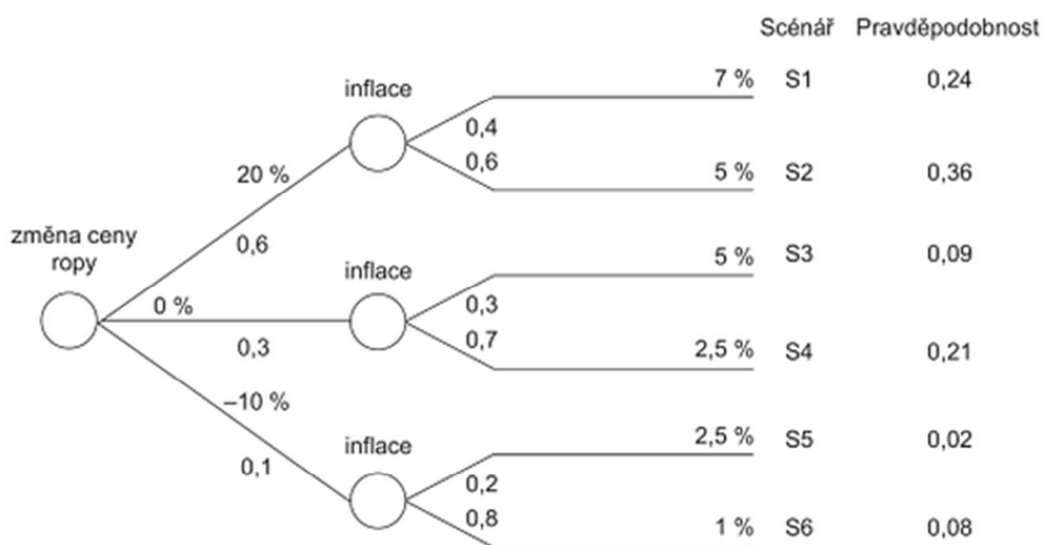 Scénář Pravděpodobnost
inflace
7 % S1 0,24
0,4
0,6
20 %
5 % S2 0,36
změna ceny
ropy
0,6
inflace
5 % S3 0,09
0 %
0,3
0,3
0,7
2,5 % S4 0,21
–10 %
inflace
2,5 % S5 0,02
0,1
0,2
0,8
1 % S6 0,08